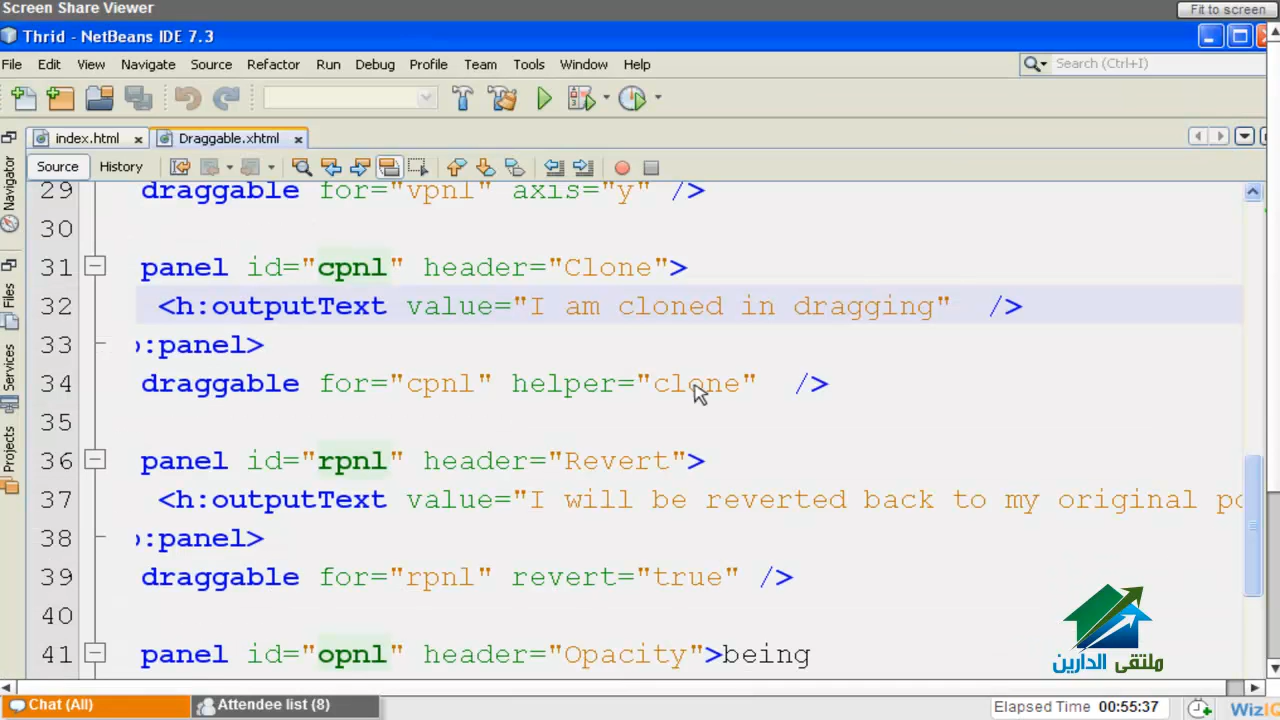 Screen Share Viewer
Fit to screen
Thrid - NetBeans IDE 7.3
File Edit View Navigate Source Refactor Run Debug Profile Team Tools Window Help
Search (Ctrl+I)
index.html Draggable.xhtml
Source History
Navigator
Files
Services
Projects
29 draggable for="vpnl" axis="y" />
30
31 panel id="cpnl" header="Clone">
32 <h:outputText value="I am cloned in dragging" />
33 :panel>
34 draggable for="cpnl" helper="clone" />
35
36 panel id="rpnl" header="Revert">
37 <h:outputText value="I will be reverted back to my original po
38 :panel>
39 draggable for="rpnl" revert="true" />
40
41 panel id="opnl" header="Opacity">being
ملتقى الدارين
Chat (All)
Attendee list (8)
Elapsed Time 00:55:37
WizIQ